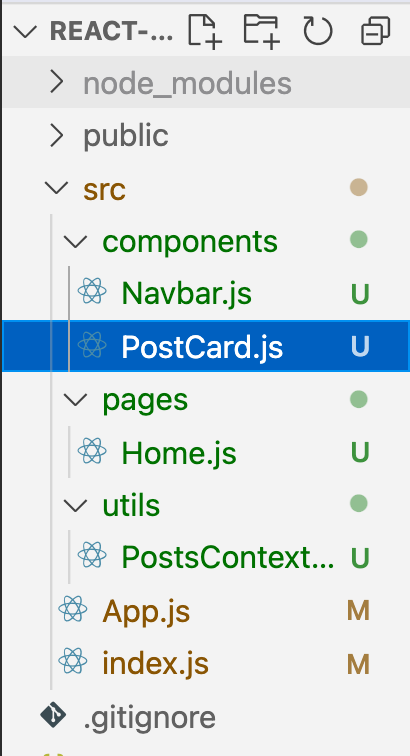 REACT-...
node_modules
public
src
components
Navbar.js U
PostCard.js U
pages
Home.js U
utils
PostsContext... U
App.js M
index.js M
.gitignore